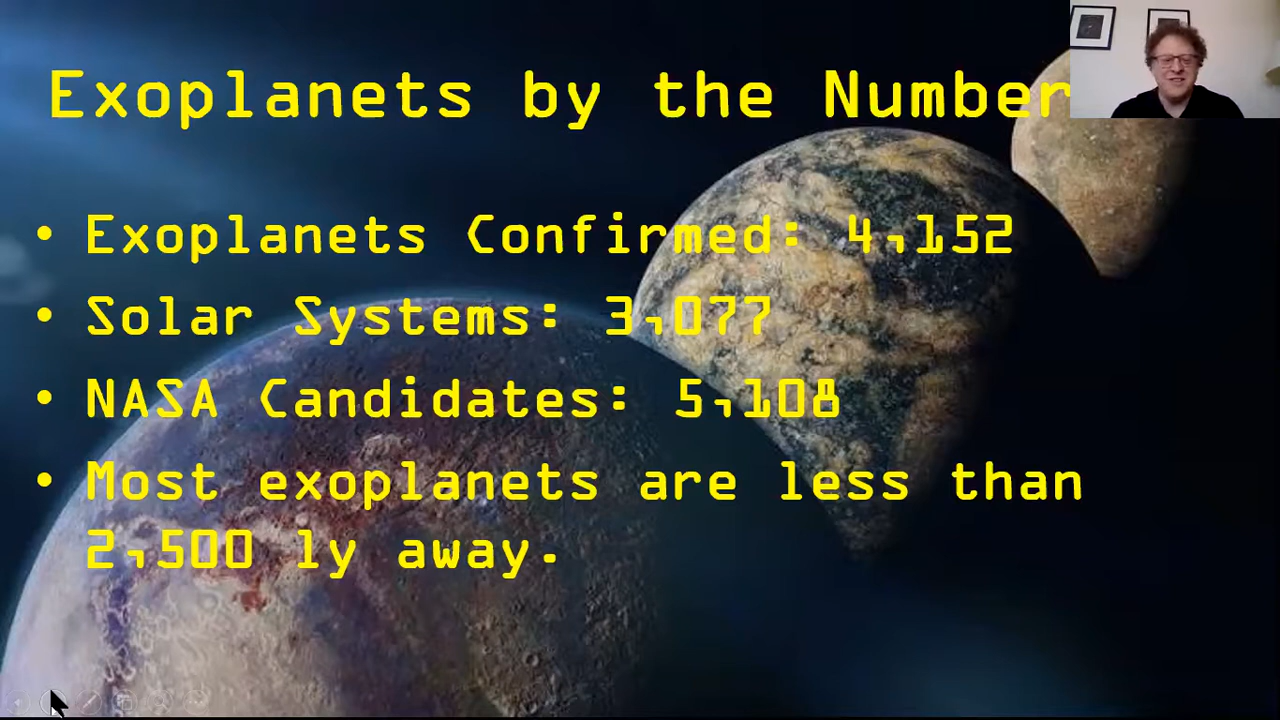 Exoplanets by the Number
• Exoplanets Confirmed: 4,152
• Solar Systems: 3,077
• NASA Candidates: 5,108
• Most exoplanets are less than
2,500 ly away.